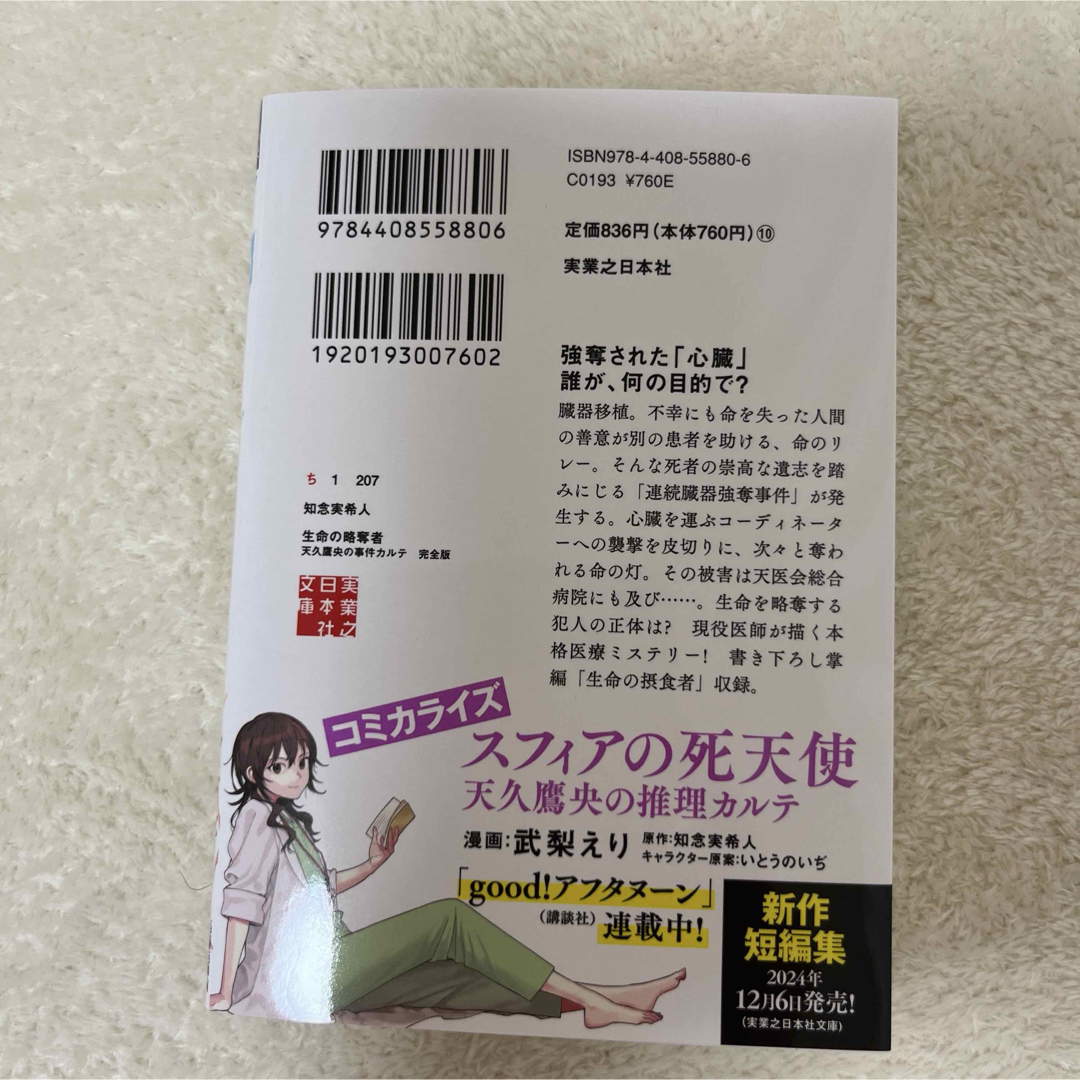 9784408558806
1920193007602
ISBN978-4-408-55880-6
C0193 ¥760E
定価836円(本体760円)⑩
実業之日本社
強奪された「心臓」
誰が、何の目的で?
臓器移植。不幸にも命を失った人間
の善意が別の患者を助ける、命のリ
レー。そんな死者の崇高な遺志を踏
みにじる「連続臓器強奪事件」が発
生する。心臓を運ぶコーディネータ
ーへの襲撃を皮切りに、次々と奪わ
れる命の灯。その被害は天医会総合
病院にも及び……。生命を略奪する
犯人の正体は? 現役医師が描く本
格医療ミステリー! 書き下ろし掌
編「生命の摂食者」収録。
ち 1 207
知念実希人
生命の略奪者
天久鷹央の事件カルテ 完全版
実業之
日本社
文庫
コミカライズ
スフィアの死天使
天久鷹央の推理カルテ
漫画:武梨えり
原作:知念実希人
キャラクター原案:いとうのいぢ
「good!アフタヌーン」
(講談社) 連載中!
新作
短編集
2024年
12月6日発売!
(実業之日本社文庫)